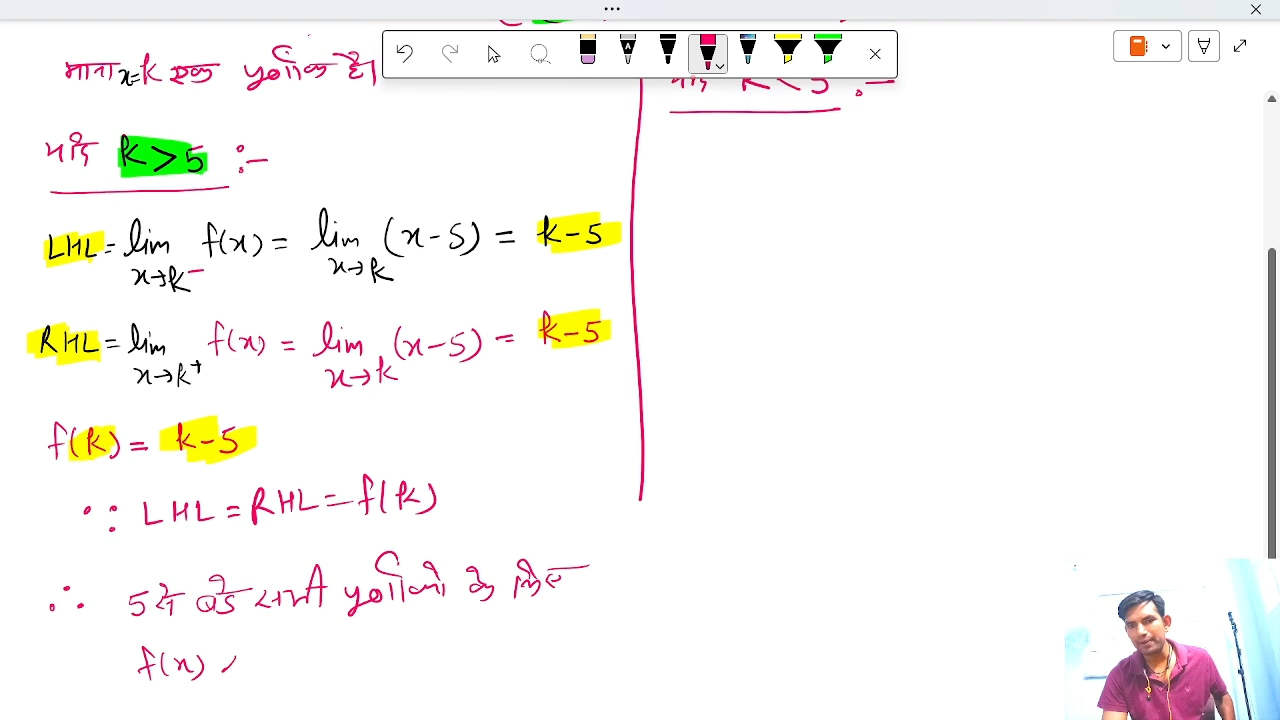 माना x=k एक पूर्णांक है।
यदि k>5 :-
LHL = lim x→k⁻ f(x) = lim x→k (x-5) = k-5
RHL = lim x→k⁺ f(x) = lim x→k (x-5) = k-5
f(k) = k-5
∵ LHL = RHL = f(k)
∴ 5 से बड़े सभी पूर्णांकों के लिए
f(x)
यदि k<5 :-